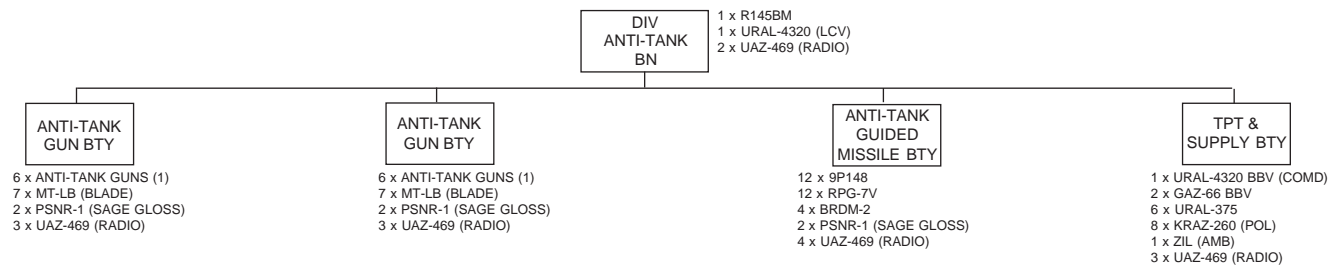 DIV
ANTI-TANK
BN
1 x R145BM
1 x URAL-4320 (LCV)
2 x UAZ-469 (RADIO)
ANTI-TANK
GUN BTY
6 x ANTI-TANK GUNS (1)
7 x MT-LB (BLADE)
2 x PSNR-1 (SAGE GLOSS)
3 x UAZ-469 (RADIO)
ANTI-TANK
GUN BTY
6 x ANTI-TANK GUNS (1)
7 x MT-LB (BLADE)
2 x PSNR-1 (SAGE GLOSS)
3 x UAZ-469 (RADIO)
ANTI-TANK
GUIDED
MISSILE BTY
12 x 9P148
12 x RPG-7V
4 x BRDM-2
2 x PSNR-1 (SAGE GLOSS)
4 x UAZ-469 (RADIO)
TPT &
SUPPLY BTY
1 x URAL-4320 BBV (COMD)
2 x GAZ-66 BBV
6 x URAL-375
8 x KRAZ-260 (POL)
1 x ZIL (AMB)
3 x UAZ-469 (RADIO)